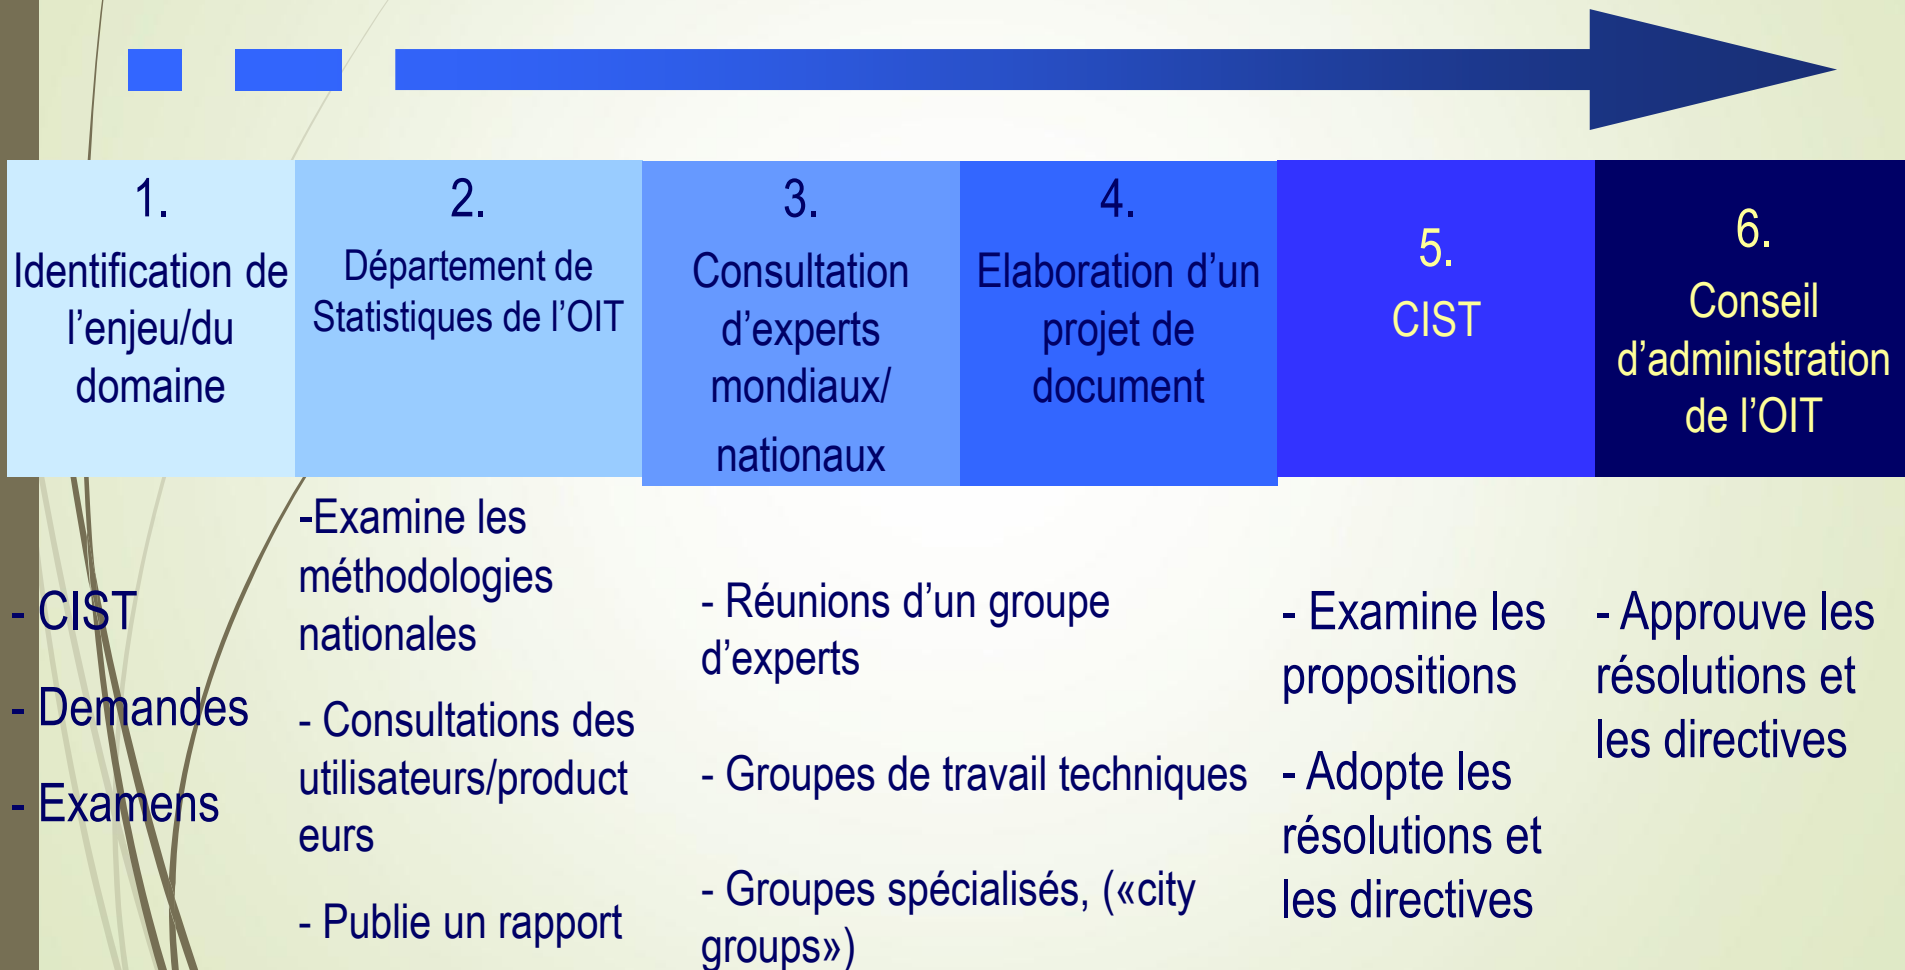 1.
Identification de
l’enjeu/du
domaine
2.
Département de
Statistiques de l’OIT
3.
Consultation
d’experts
mondiaux/
nationaux
4.
Elaboration d’un
projet de
document
5.
CIST
6.
Conseil
d’administration
de l’OIT
- CIST
- Demandes
- Examens
-Examine les
méthodologies
nationales
- Consultations des
utilisateurs/product
eurs
- Publie un rapport
- Réunions d’un groupe
d’experts
- Groupes de travail techniques
- Groupes spécialisés, («city
groups»)
- Examine les
propositions
- Adopte les
résolutions et
les directives
- Approuve les
résolutions et
les directives